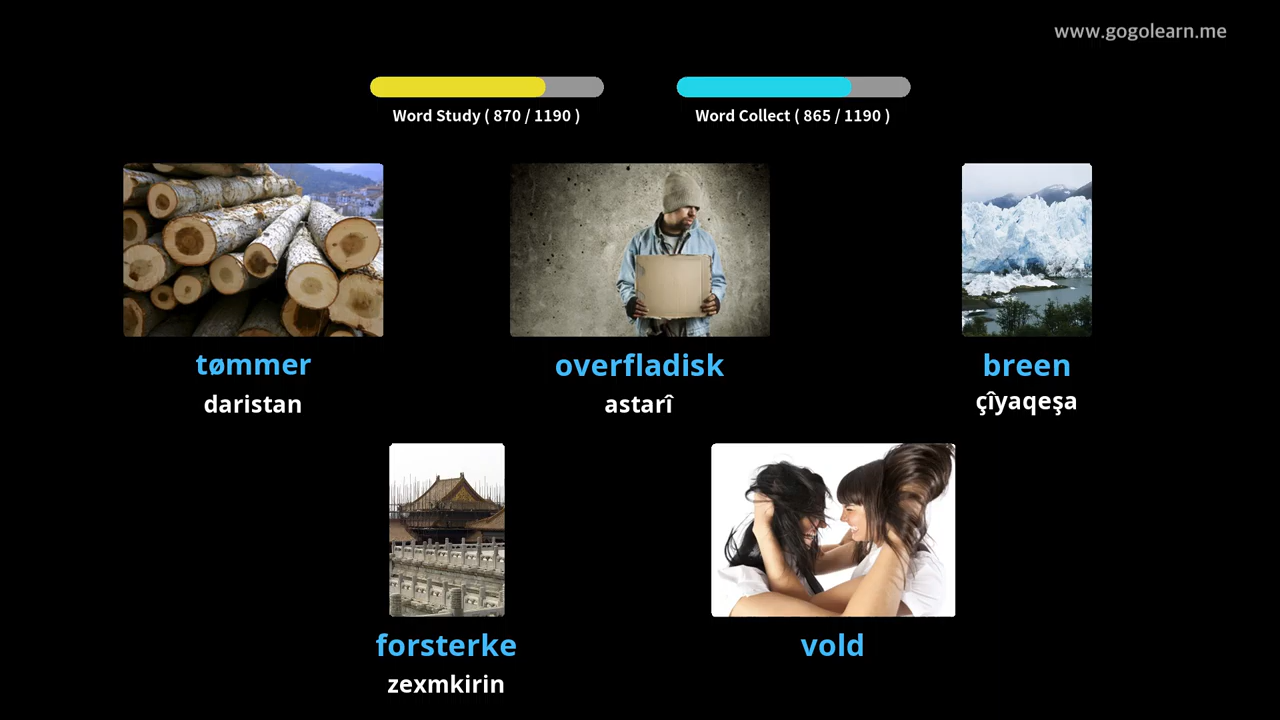 www.gogolearn.me
Word Study ( 870 / 1190 )
Word Collect ( 865 / 1190 )
tømmer
overfladisk
breen
daristan
astarî
çîyaqeşa
forsterke
vold
zexmkirin